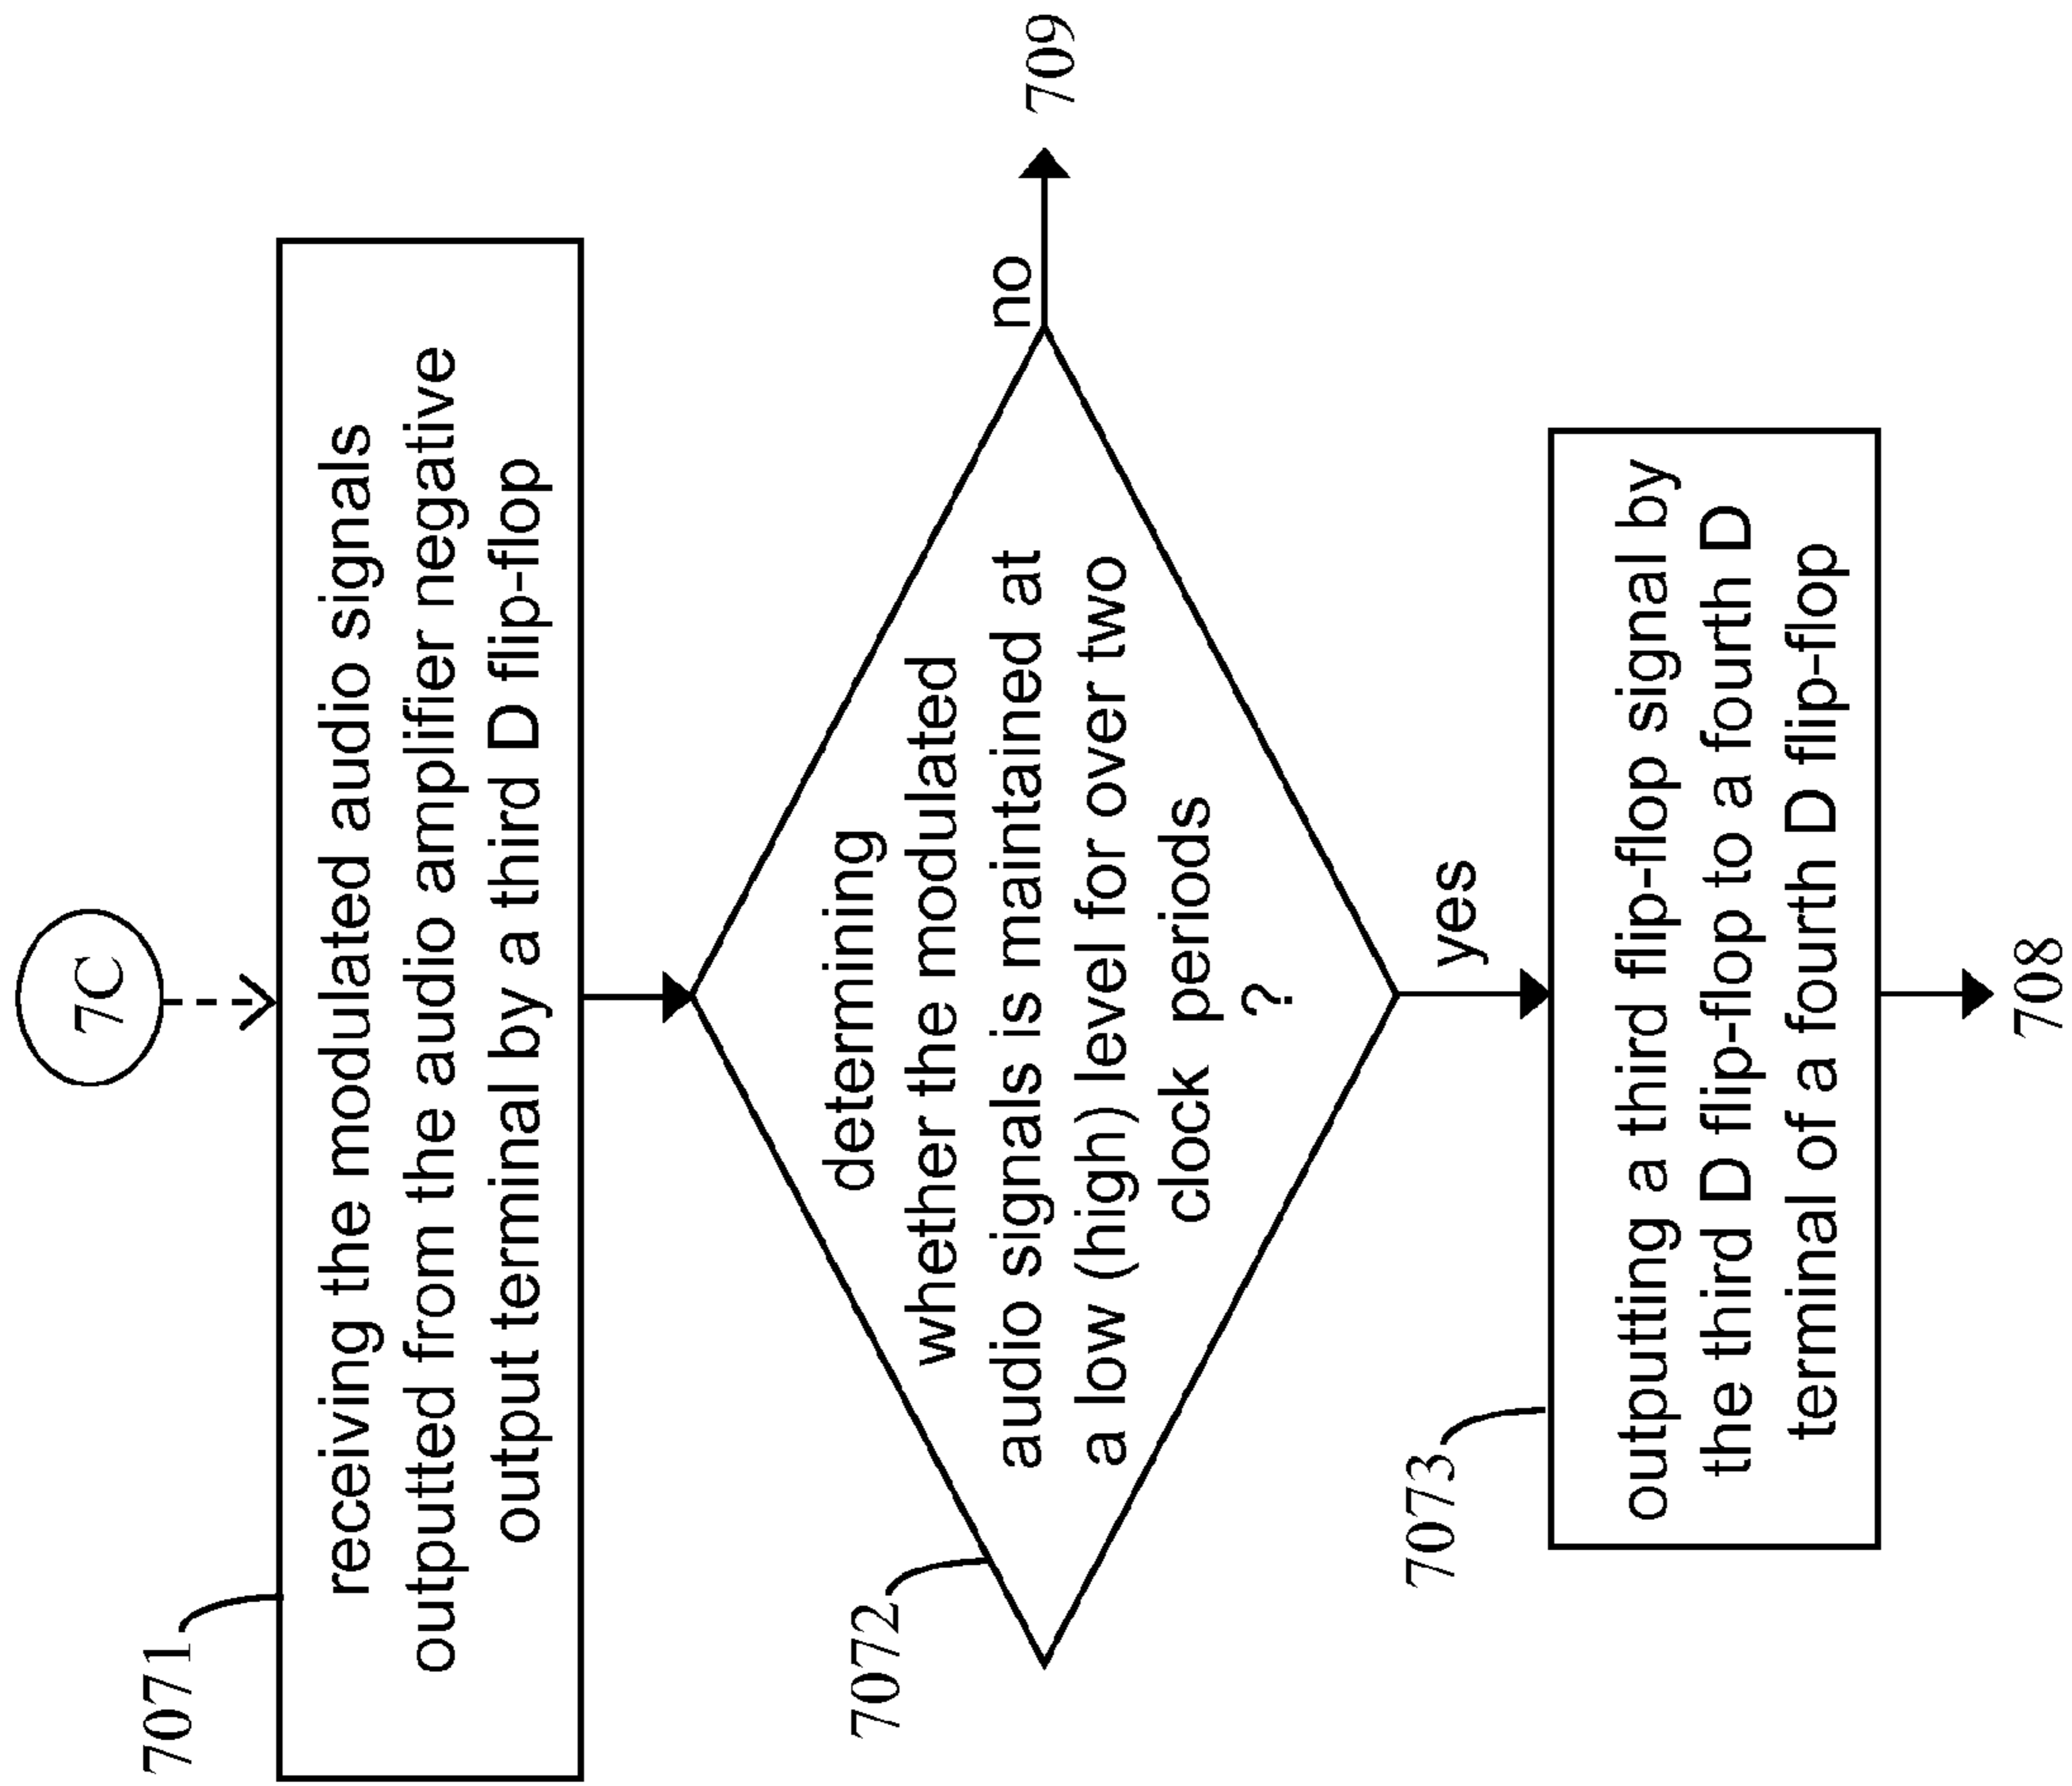 7C
7071
receiving the modulated audio signals
outputted from the audio amplifier negative
output terminal by a third D flip-flop
7072
determining
whether the modulated
audio signals is maintained at
a low (high) level for over two
clock periods
?
no
709
yes
7073
outputting a third flip-flop signal by
the third D flip-flop to a fourth D
terminal of a fourth D flip-flop
708